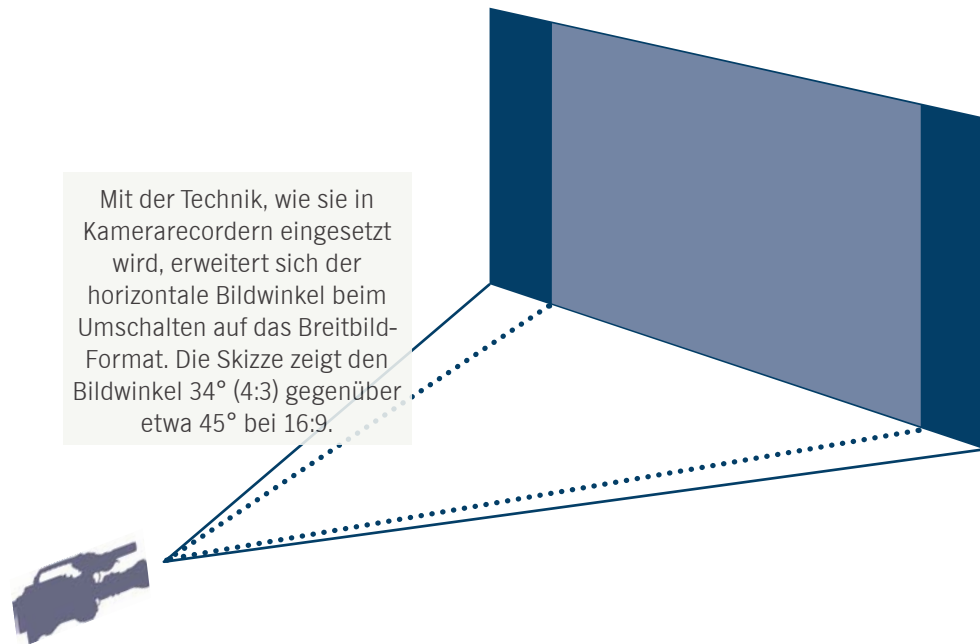 Mit der Technik, wie sie in
Kamerarecordern eingesetzt
wird, erweitert sich der
horizontale Bildwinkel beim
Umschalten auf das Breitbild-
Format. Die Skizze zeigt den
Bildwinkel 34° (4:3) gegenüber
etwa 45° bei 16:9.